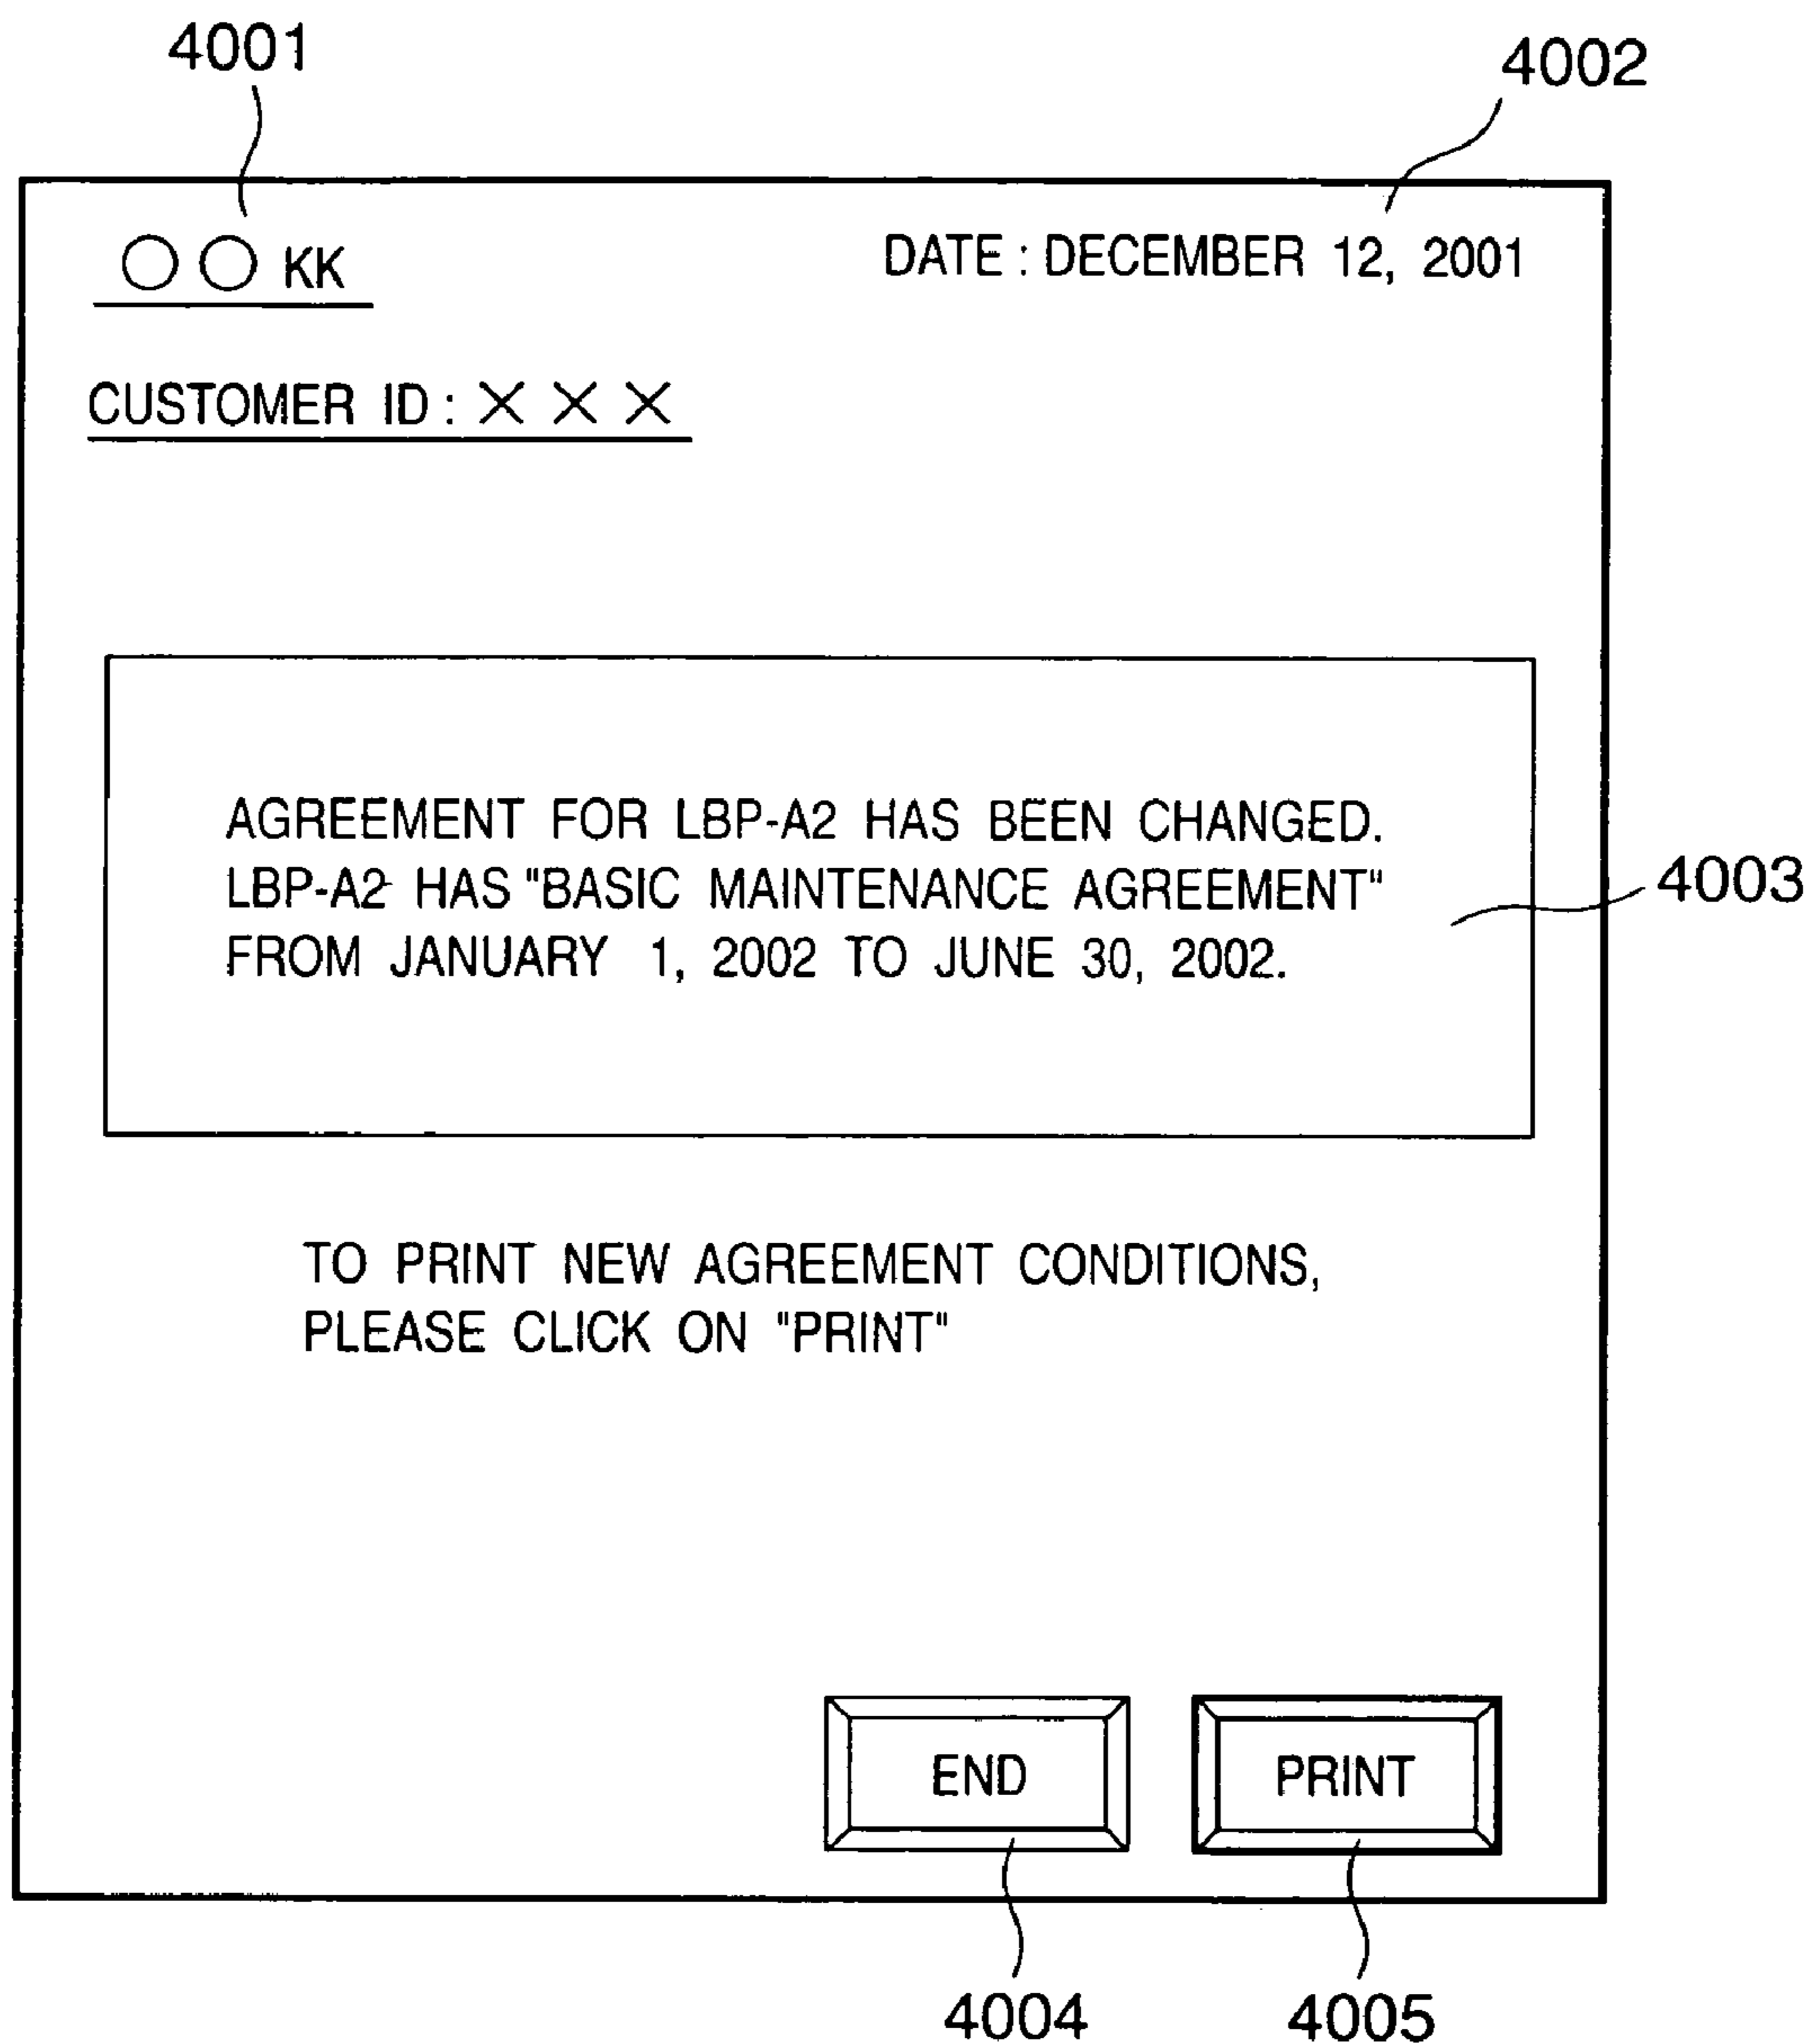 4001
4002
○○ KK
DATE : DECEMBER 12, 2001
CUSTOMER ID : ×××
AGREEMENT FOR LBP-A2 HAS BEEN CHANGED.
LBP-A2 HAS "BASIC MAINTENANCE AGREEMENT"
FROM JANUARY 1, 2002 TO JUNE 30, 2002.
4003
TO PRINT NEW AGREEMENT CONDITIONS,
PLEASE CLICK ON "PRINT"
END
PRINT
4004
4005